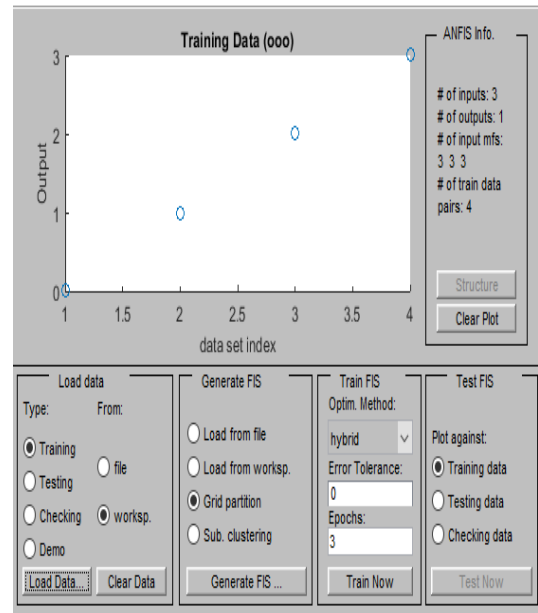 Training Data (ooo)
3
2
1
0
Output
1
1.5
2
2.5
3
3.5
4
data set index
ANFIS Info.
# of inputs: 3
# of outputs: 1
# of input mfs:
3 3 3
# of train data
pairs: 4
Structure
Clear Plot
Load data
Type:
From:
Training
Testing
Checking
Demo
file
worksp.
Load Data...
Clear Data
Generate FIS
Load from file
Load from worksp.
Grid partition
Sub. clustering
Generate FIS ...
Train FIS
Optim. Method:
hybrid
Error Tolerance:
0
Epochs:
3
Train Now
Test FIS
Plot against:
Training data
Testing data
Checking data
Test Now